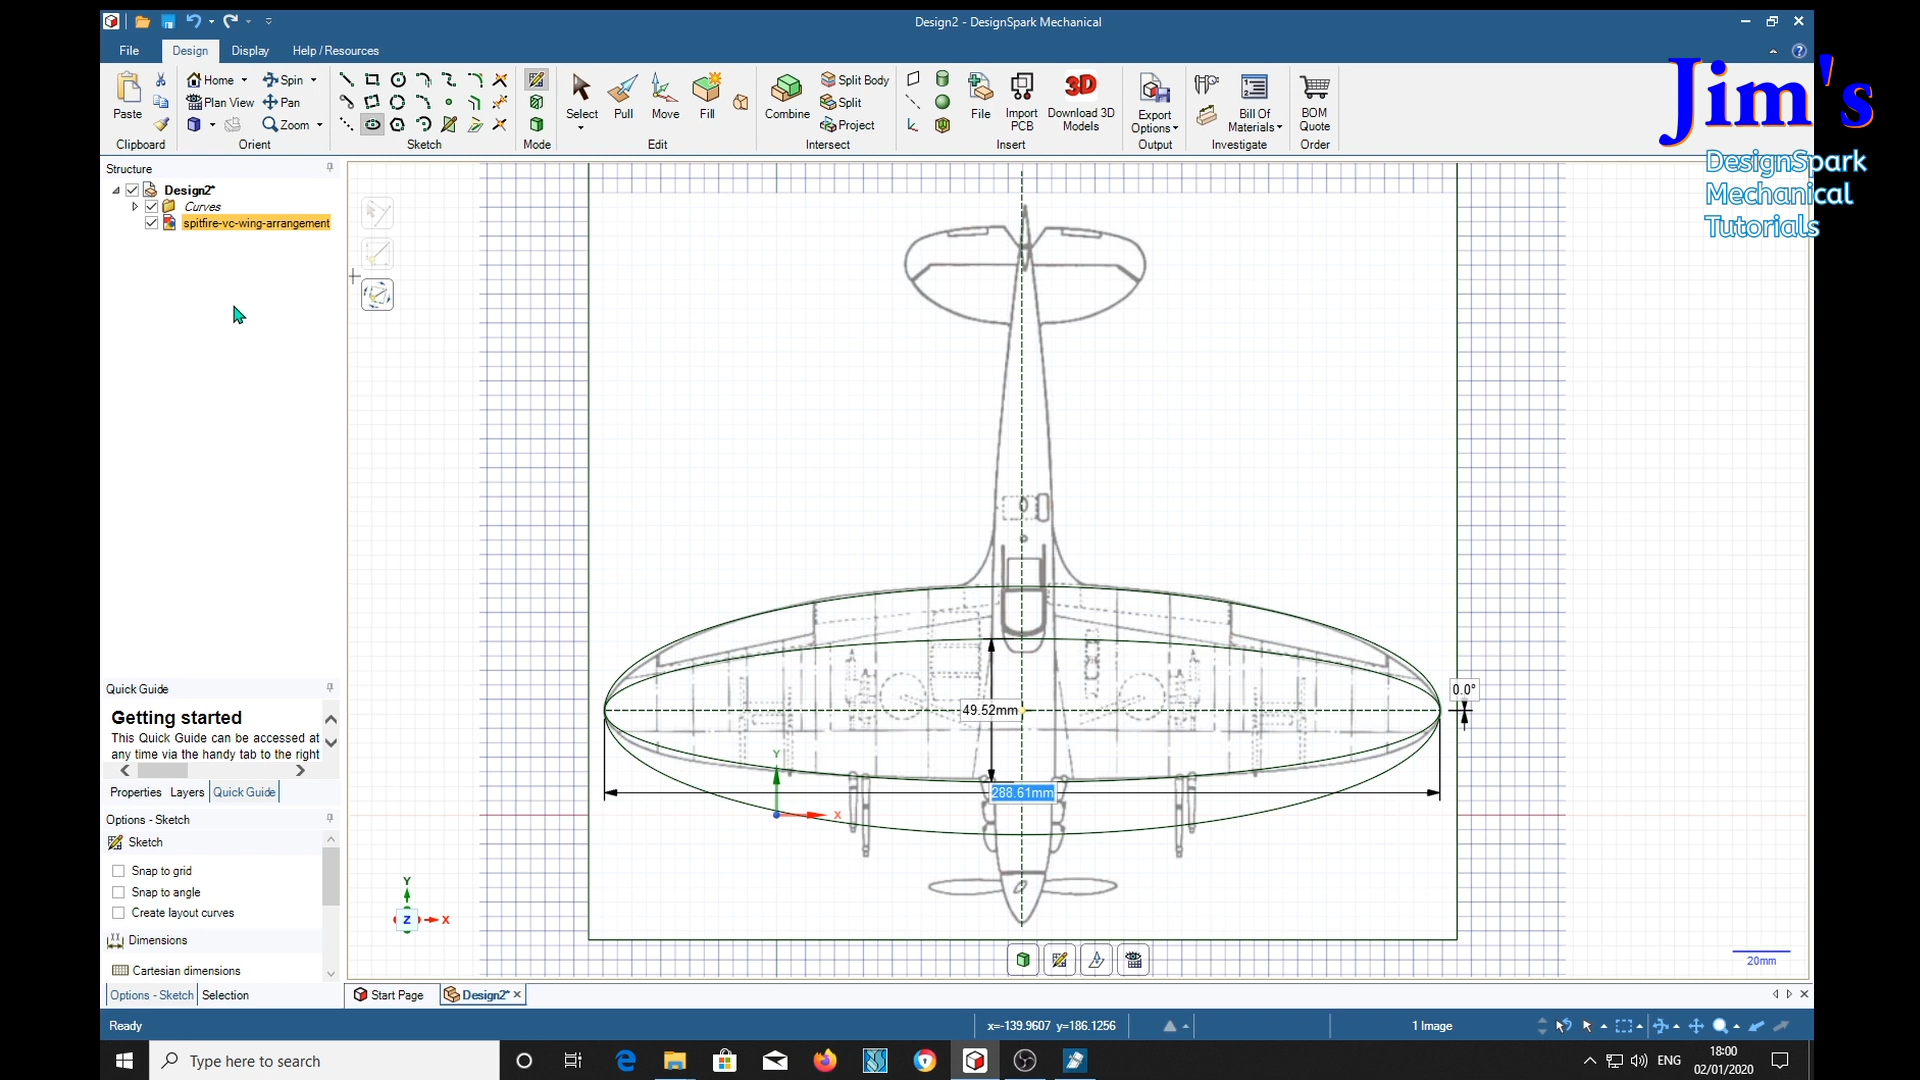 Design2 - DesignSpark Mechanical
File Design Display Help / Resources
Jim's
DesignSpark
Mechanical
Tutorials
Paste
Home Spin
Plan View Pan
Zoom
Select Pull Move Fill
Combine
Split Body
Split
Project
File Import PCB Download 3D Models
3D
Export Options
Bill Of Materials
BOM Quote
Clipboard Orient Sketch Mode Edit Intersect Insert Output Investigate Order
Structure
Design2*
Curves
spitfire-vc-wing-arrangement
0.0°
49.52mm
288.61mm
Y
X
Y
Z X
20mm
Quick Guide
Getting started
This Quick Guide can be accessed at
any time via the handy tab to the right
Properties Layers Quick Guide
Options - Sketch
Sketch
Snap to grid
Snap to angle
Create layout curves
Dimensions
Cartesian dimensions
Options - Sketch Selection
Start Page Design2*
Ready
x=-139.9607 y=186.1256
1 Image
Type here to search
ENG
18:00
02/01/2020